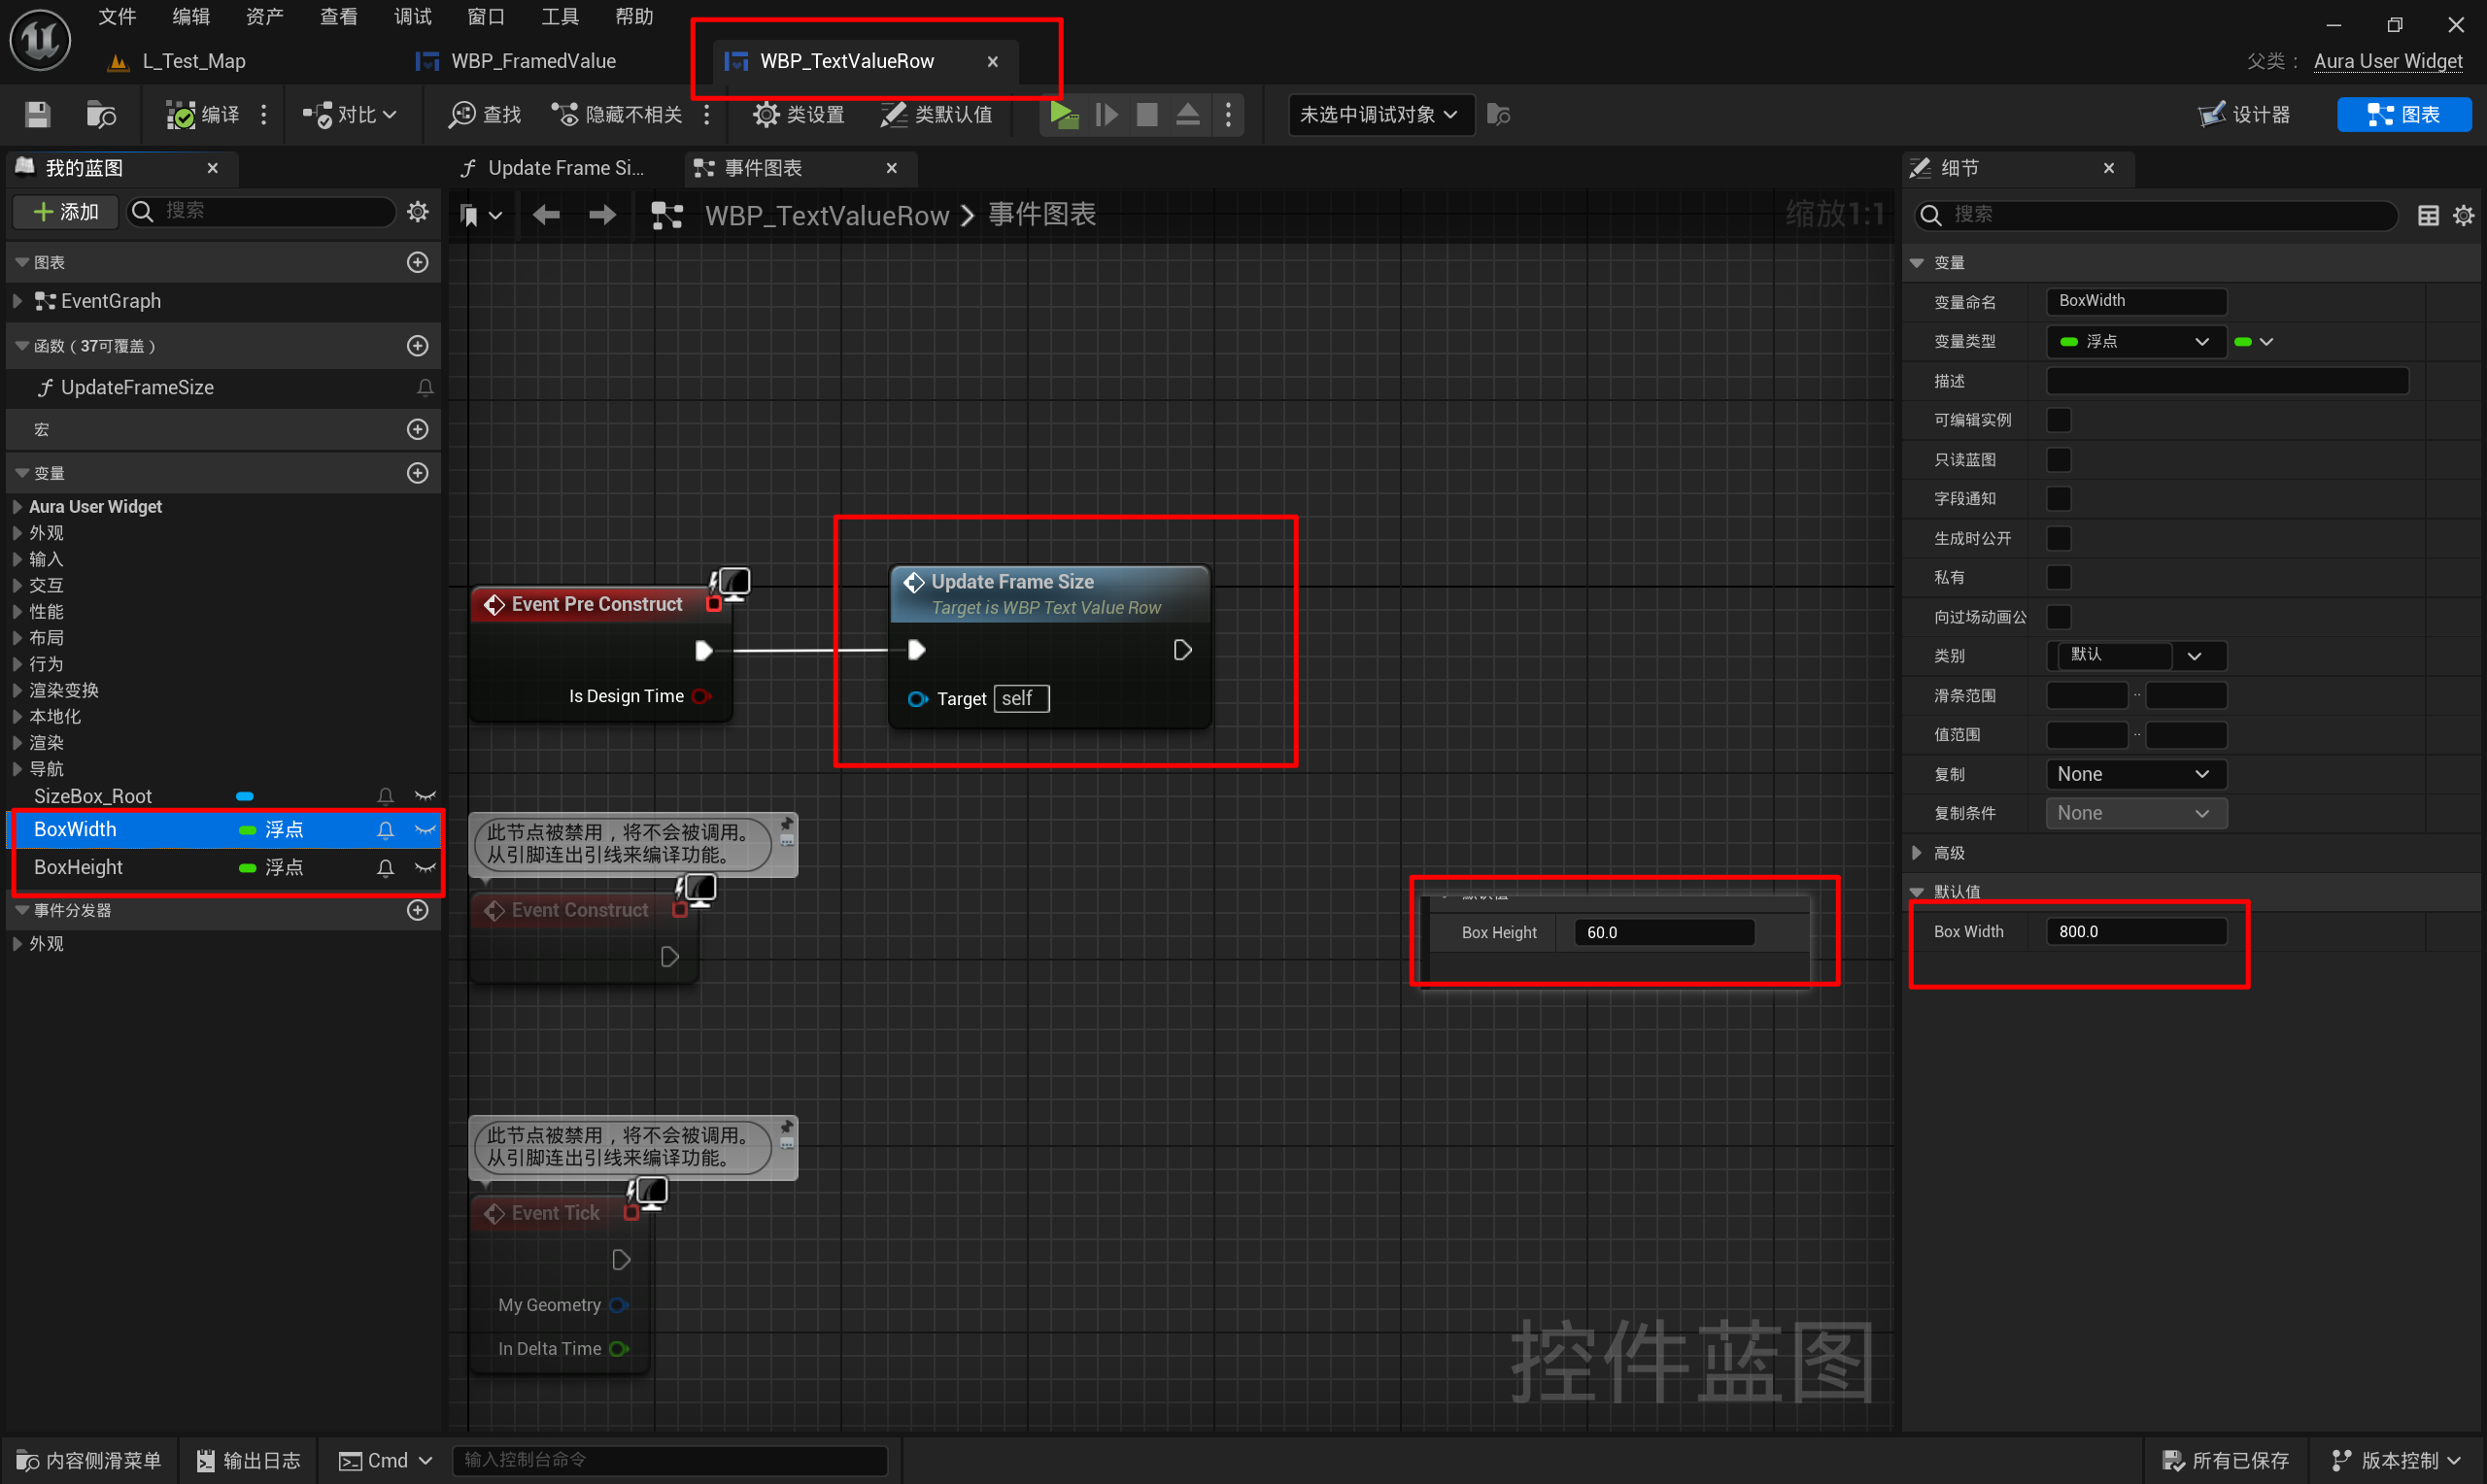 文件 编辑 资产 查看 调试 窗口 工具 帮助
L_Test_Map WBP_FramedValue WBP_TextValueRow 父类： Aura User Widget
编译 对比 查找 隐藏不相关 类设置 类默认值 未选中调试对象 设计器 图表
我的蓝图
添加 搜索
图表
EventGraph
函数（37可覆盖）
UpdateFrameSize
宏
变量
Aura User Widget
外观
输入
交互
性能
布局
行为
渲染变换
本地化
渲染
导航
SizeBox_Root
BoxWidth 浮点
BoxHeight 浮点
事件分发器
外观
Update Frame Si... 事件图表
WBP_TextValueRow 事件图表 缩放1:1
Event Pre Construct
Is Design Time
Update Frame Size
Target is WBP Text Value Row
Target self
此节点被禁用，将不会被调用。
从引脚连出引线来编译功能。
Event Construct
此节点被禁用，将不会被调用。
从引脚连出引线来编译功能。
Event Tick
My Geometry
In Delta Time
Box Height 60.0
控件蓝图
细节
搜索
变量
变量命名 BoxWidth
变量类型 浮点
描述
可编辑实例
只读蓝图
字段通知
生成时公开
私有
向过场动画公
类别 默认
滑条范围 ..
值范围 ..
复制 None
复制条件 None
高级
默认值
Box Width 800.0
内容侧滑菜单 输出日志 Cmd 输入控制台命令 所有已保存 版本控制